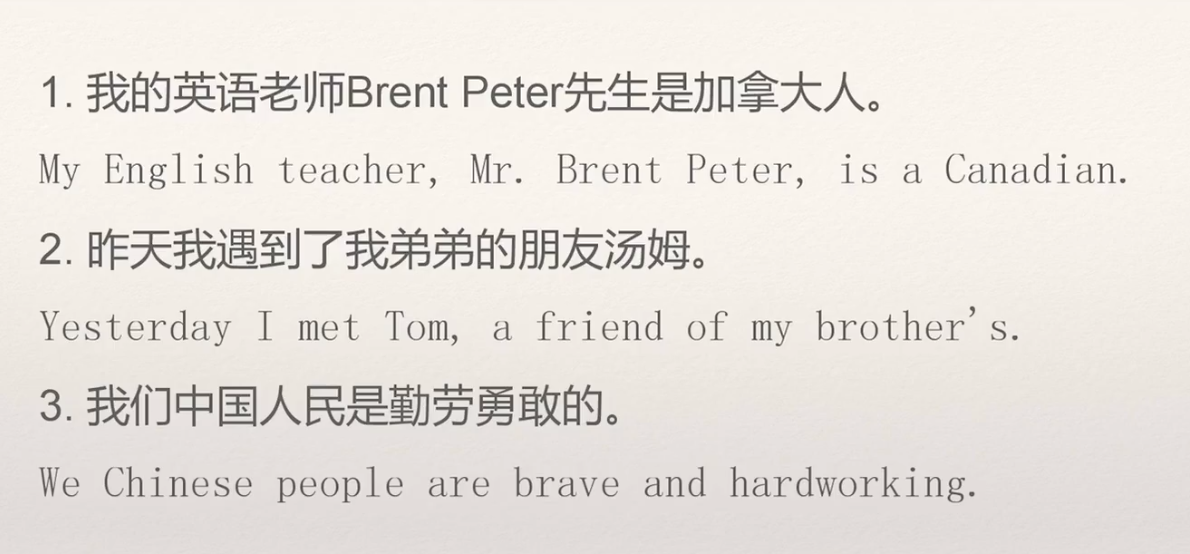 1. 我的英语老师Brent Peter先生是加拿大人。
My English teacher, Mr. Brent Peter, is a Canadian.
2. 昨天我遇到了我弟弟的朋友汤姆。
Yesterday I met Tom, a friend of my brother's.
3. 我们中国人民是勤劳勇敢的。
We Chinese people are brave and hardworking.